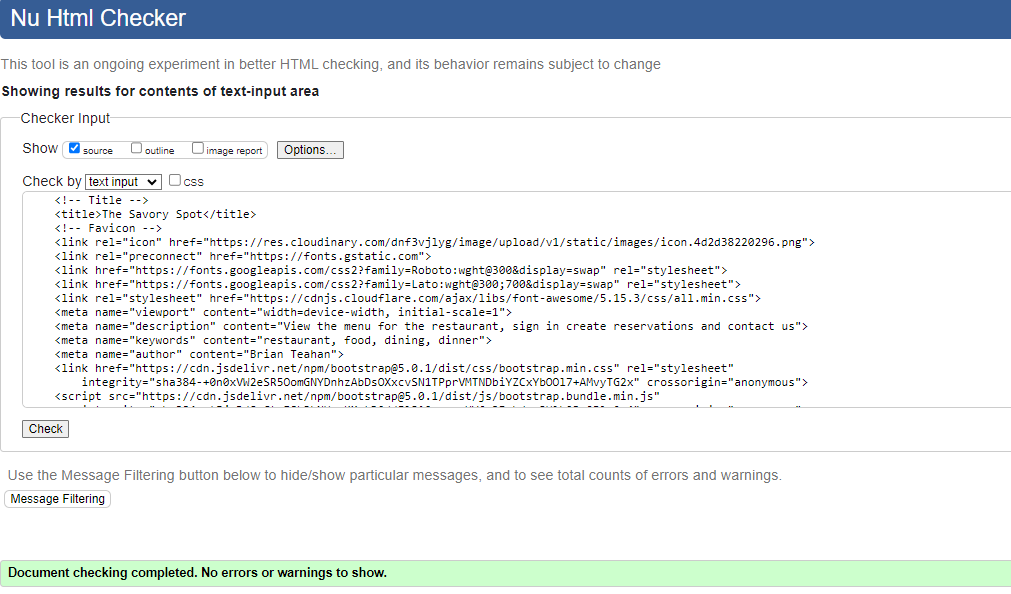 Nu Html Checker
This tool is an ongoing experiment in better HTML checking, and its behavior remains subject to change
Showing results for contents of text-input area
Checker Input
Show source outline image report Options...
Check by text input css
<!-- Title -->
<title>The Savory Spot</title>
<!-- Favicon -->
<link rel="icon" href="https://res.cloudinary.com/dnf3vjlyg/image/upload/v1/static/images/icon.4d2d38220296.png">
<link rel="preconnect" href="https://fonts.gstatic.com">
<link href="https://fonts.googleapis.com/css2?family=Roboto:wght@300&display=swap" rel="stylesheet">
<link href="https://fonts.googleapis.com/css2?family=Lato:wght@300;700&display=swap" rel="stylesheet">
<link rel="stylesheet" href="https://cdnjs.cloudflare.com/ajax/libs/font-awesome/5.15.3/css/all.min.css">
<meta name="viewport" content="width=device-width, initial-scale=1">
<meta name="description" content="View the menu for the restaurant, sign in create reservations and contact us">
<meta name="keywords" content="restaurant, food, dining, dinner">
<meta name="author" content="Brian Teahan">
<link href="https://cdn.jsdelivr.net/npm/bootstrap@5.0.1/dist/css/bootstrap.min.css" rel="stylesheet"
integrity="sha384-+0n0xVW2eSR5OomGNYDnhzAbDsOXxcvSN1TPprVMTNDbiYZCxYbOOl7+AMvyTG2x" crossorigin="anonymous">
<script src="https://cdn.jsdelivr.net/npm/bootstrap@5.0.1/dist/js/bootstrap.bundle.min.js"
Check
Use the Message Filtering button below to hide/show particular messages, and to see total counts of errors and warnings.
Message Filtering
Document checking completed. No errors or warnings to show.